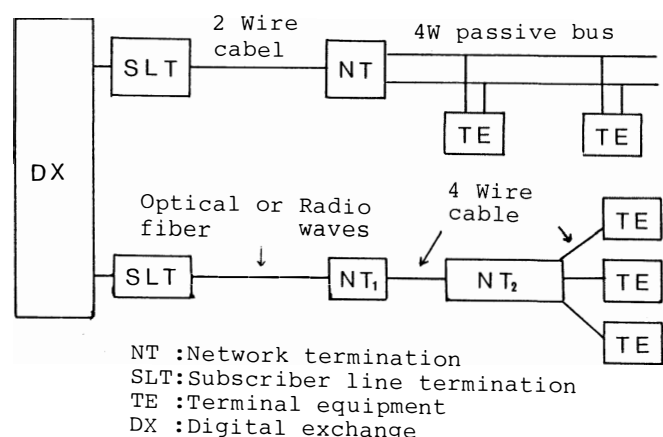 2 Wire
cabel
4W passive bus
SLT
NT
TE
TE
DX
Optical or Radio
fiber waves
4 Wire
cable
SLT
NT1
NT2
TE
TE
TE
NT :Network termination
SLT:Subscriber line termination
TE :Terminal equipment
DX :Digital exchange